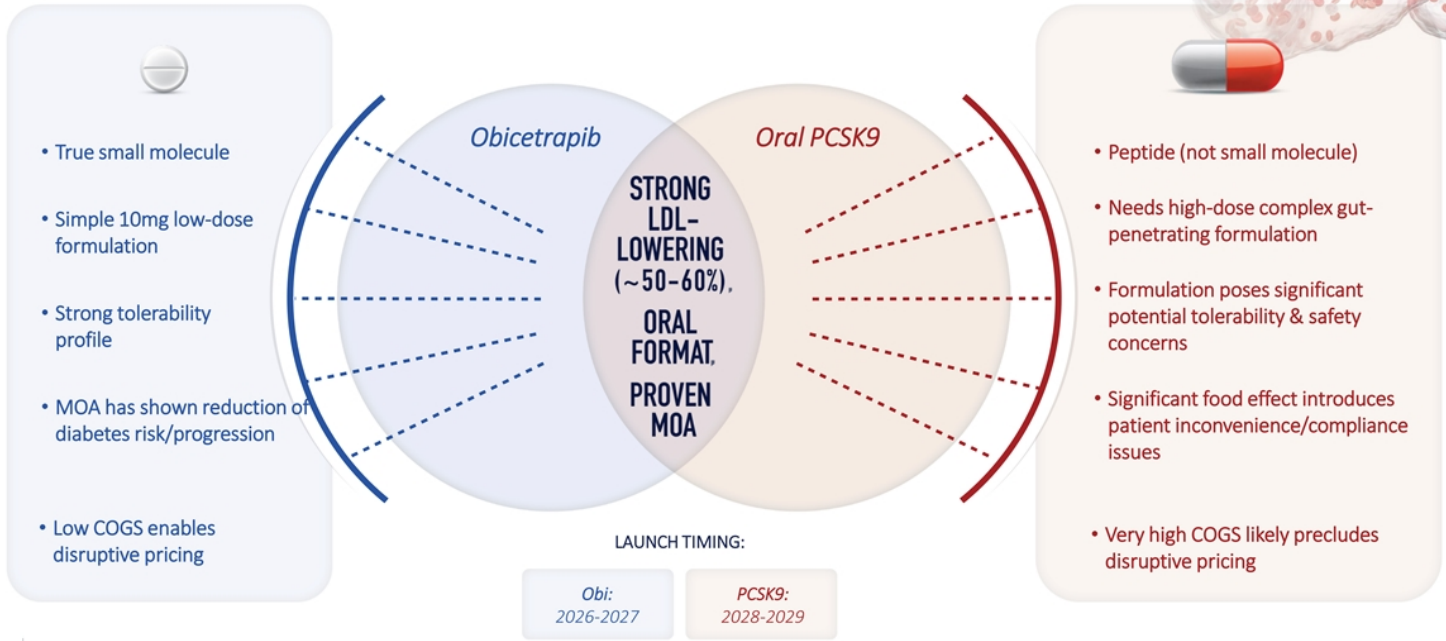 • True small molecule
• Simple 10mg low-dose
formulation
• Strong tolerability
profile
• MOA has shown reduction of
diabetes risk/progression
• Low COGS enables
disruptive pricing
Obicetrapib
Oral PCSK9
STRONG
LDL–
LOWERING
(~50–60%),
ORAL
FORMAT,
PROVEN
MOA
LAUNCH TIMING:
Obi:
2026-2027
PCSK9:
2028-2029
• Peptide (not small molecule)
• Needs high-dose complex gut-
penetrating formulation
• Formulation poses significant
potential tolerability & safety
concerns
• Significant food effect introduces
patient inconvenience/compliance
issues
• Very high COGS likely precludes
disruptive pricing